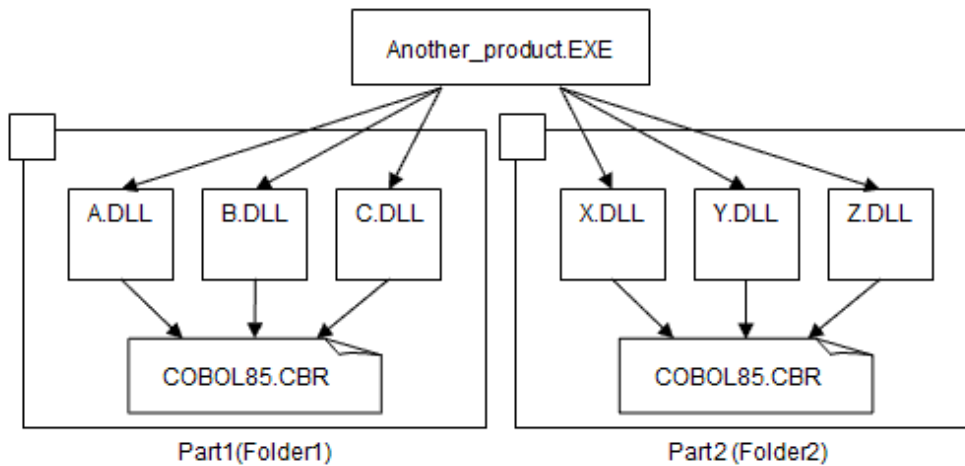 Another_product.EXE
A.DLL
B.DLL
C.DLL
X.DLL
Y.DLL
Z.DLL
COBOL85.CBR
COBOL85.CBR
Part1(Folder1)
Part2 (Folder2)